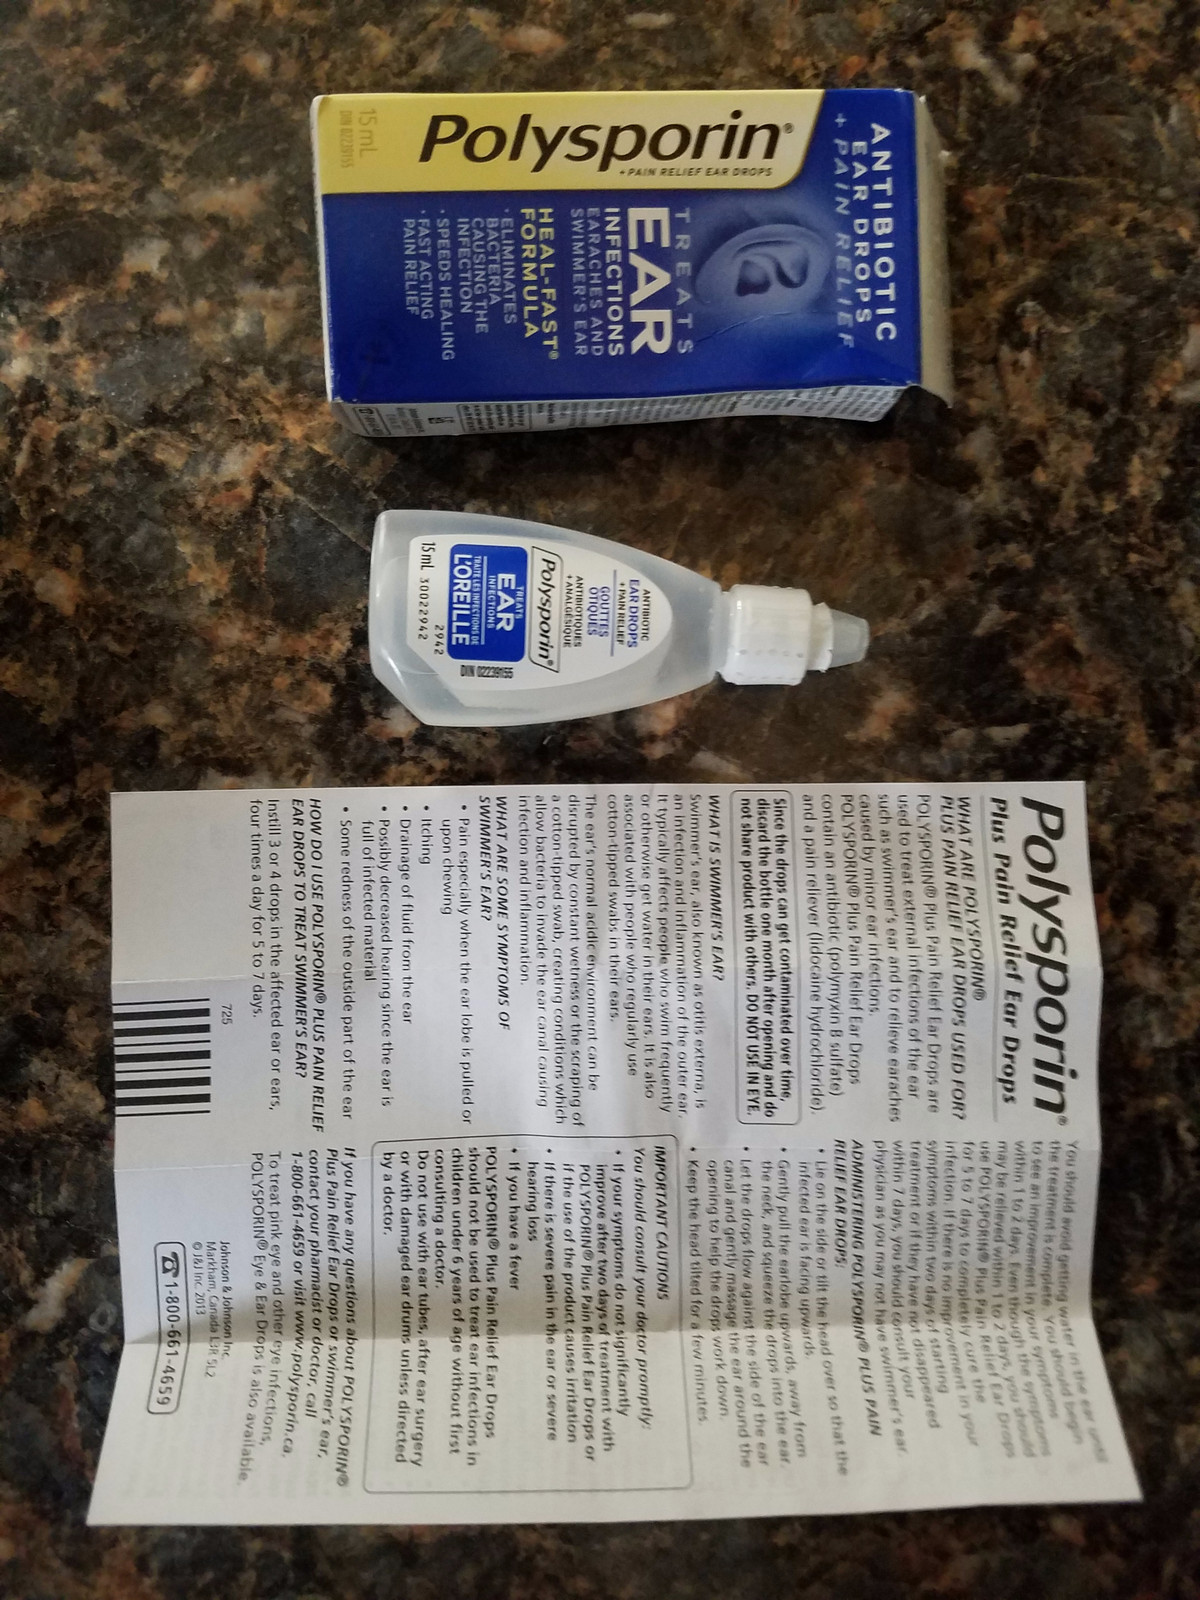 ANTIBIOTIC
EAR DROPS
+ PAIN RELIEF
Polysporin®
+PAIN RELIEF EAR DROPS
TREATS
EAR
INFECTIONS
EARACHES AND
SWIMMER'S EAR
HEAL-FAST®
FORMULA
• ELIMINATES
BACTERIA
CAUSING THE
INFECTION
• SPEEDS HEALING
• FAST ACTING
PAIN RELIEF
15 mL
DIN 02239155
ANTIBIOTIC
EAR DROPS
+PAIN RELIEF
GOUTTES
OTIQUES
ANTIBIOTIQUES
+ANALGÉSIQUE
Polysporin®
TREATS
EAR
INFECTIONS
TRAITE LES INFECTIONS DE
L'OREILLE
DIN 02239155
2942
15 mL 30022942
Polysporin®
Plus Pain Relief Ear Drops
WHAT ARE POLYSPORIN®
PLUS PAIN RELIEF EAR DROPS USED FOR?
POLYSPORIN® Plus Pain Relief Ear Drops are
used to treat external infections of the ear
such as swimmer's ear and to relieve earaches
caused by minor ear infections.
POLYSPORIN® Plus Pain Relief Ear Drops
contain an antibiotic (polymyxin B sulfate)
and a pain reliever (lidocaine hydrochloride).
Since the drops can get contaminated over time,
discard the bottle one month after opening and do
not share product with others. DO NOT USE IN EYE.
WHAT IS SWIMMER'S EAR?
Swimmer's ear, also known as otitis externa, is
an infection and inflammation of the outer ear.
It typically affects people who swim frequently
or otherwise get water in their ears. It is also
associated with people who regularly use
cotton-tipped swabs in their ears.
The ear's normal acidic environment can be
disrupted by constant wetness or the scraping of
a cotton-tipped swab, creating conditions which
allow bacteria to invade the ear canal causing
infection and inflammation.
WHAT ARE SOME SYMPTOMS OF
SWIMMER'S EAR?
• Pain especially when the ear lobe is pulled or
upon chewing
• Itching
• Drainage of fluid from the ear
• Possibly decreased hearing since the ear is
full of infected material
• Some redness of the outside part of the ear
HOW DO I USE POLYSPORIN® PLUS PAIN RELIEF
EAR DROPS TO TREAT SWIMMER'S EAR?
Instill 3 or 4 drops in the affected ear or ears,
four times a day for 5 to 7 days.
725
You should avoid getting water in the ear until
the treatment is complete. You should begin
to see an improvement in your symptoms
within 1 to 2 days. Even though the symptoms
may be relieved within 1 to 2 days, you should
use POLYSPORIN® Plus Pain Relief Ear Drops
for 5 to 7 days to completely cure the
infection. If there is no improvement in your
symptoms within two days of starting
treatment or if they have not disappeared
within 7 days, you should consult your
physician as you may not have swimmer's ear.
ADMINISTERING POLYSPORIN® PLUS PAIN
RELIEF EAR DROPS:
• Lie on the side or tilt the head over so that the
infected ear is facing upwards.
• Gently pull the earlobe upwards, away from
the neck, and squeeze the drops into the ear.
• Let the drops flow against the side of the ear
canal and gently massage the ear around the
opening to help the drops work down.
• Keep the head tilted for a few minutes.
IMPORTANT CAUTIONS
You should consult your doctor promptly:
• If your symptoms do not significantly
improve after two days of treatment with
POLYSPORIN® Plus Pain Relief Ear Drops or
if the use of the product causes irritation
• If there is severe pain in the ear or severe
hearing loss
• If you have a fever
POLYSPORIN® Plus Pain Relief Ear Drops
should not be used to treat ear infections in
children under 6 years of age without first
consulting a doctor.
Do not use with ear tubes, after ear surgery
or with damaged ear drums unless directed
by a doctor.
If you have any questions about POLYSPORIN®
Plus Pain Relief Ear Drops or swimmer's ear,
contact your pharmacist or doctor, call
1-800-661-4659 or visit www.polysporin.ca.
To treat pink eye and other eye infections,
POLYSPORIN® Eye & Ear Drops is also available.
Johnson & Johnson Inc.
Markham, Canada L3R 5L2
© J&J Inc. 2013
1-800-661-4659